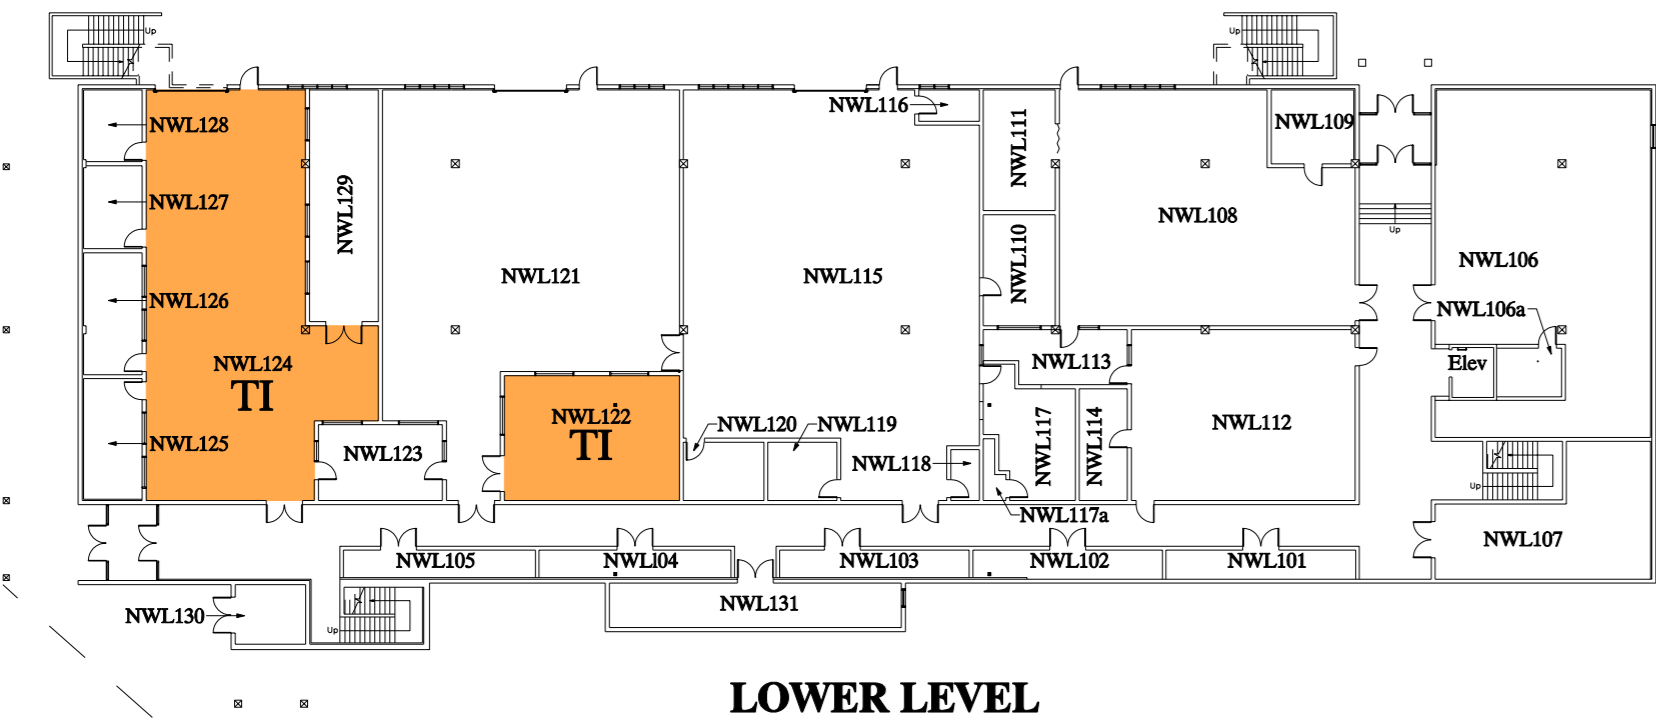 Up
Up
NWL116
NWL128
NWL109
NWL111
NWL127
NWL129
NWL108
Up
NWL110
NWL106
NWL121
NWL115
NWL126
NWL106a
NWL113
NWL124
Elev
TI
NWL122
TI
NWL120
NWL119
NWL117
NWL114
NWL112
NWL125
NWL123
NWL118
Up
NWL117a
NWL107
NWL105
NWL104
NWL103
NWL102
NWL101
NWL131
NWL130
Up
LOWER LEVEL